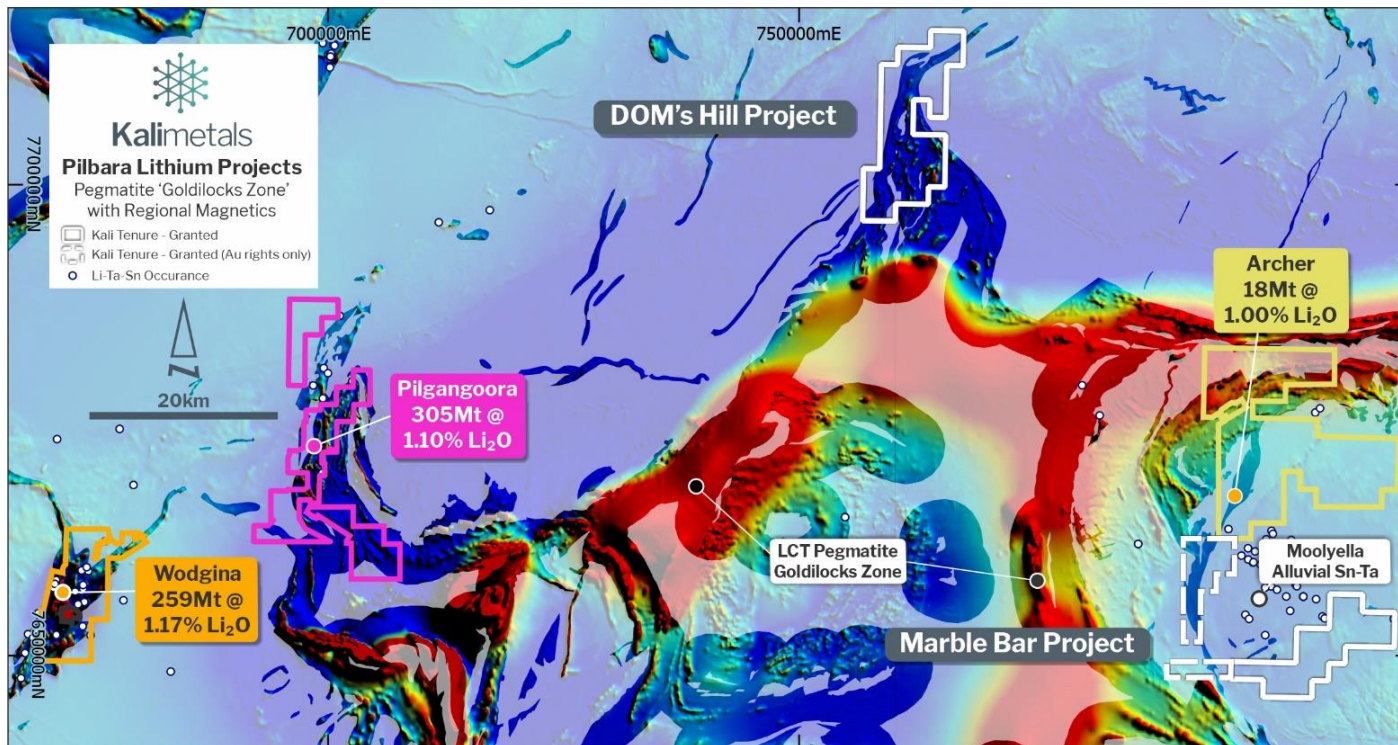 700000mE
750000mE
7700000mN
7650000mN
Kalimetals
Pilbara Lithium Projects
Pegmatite ‘Goldilocks Zone’
with Regional Magnetics
Kali Tenure - Granted
Kali Tenure - Granted (Au rights only)
Li-Ta-Sn Occurance
Z
20km
DOM's Hill Project
Archer
18Mt @
1.00% Li₂O
Pilgangoora
305Mt @
1.10% Li₂O
LCT Pegmatite
Goldilocks Zone
Moolyella
Alluvial Sn-Ta
Wodgina
259Mt @
1.17% Li₂O
Marble Bar Project